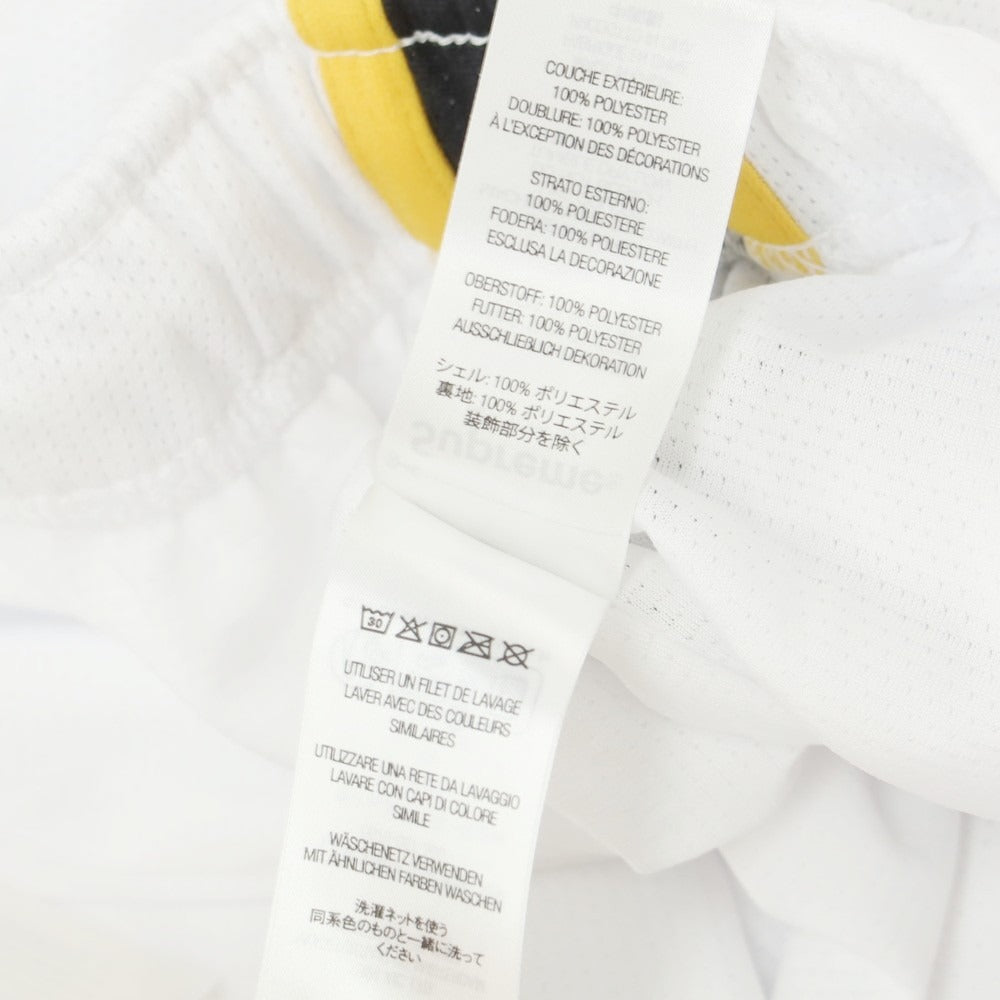 COUCHE EXTÉRIEURE:
100% POLYESTER
DOUBLURE: 100% POLYESTER
À L'EXCEPTION DES DÉCORATIONS
STRATO ESTERNO:
100% POLIESTERE
FODERA: 100% POLIESTERE
ESCLUSA LA DECORAZIONE
OBERSTOFF: 100% POLYESTER
FUTTER: 100% POLYESTER
AUSSCHLIEBLICH DEKORATION
シェル: 100% ポリエステル
裏地: 100% ポリエステル
装飾部分を除く
Supreme
30
UTILISER UN FILET DE LAVAGE
LAVER AVEC DES COULEURS
SIMILAIRES
UTILIZZARE UNA RETE DA LAVAGGIO
LAVARE CON CAPI DI COLORE
SIMILE
WÄSCHENETZ VERWENDEN
MIT ÄHNLICHEN FARBEN WASCHEN
洗濯ネットを使う
同系色のものと一緒に洗って
ください